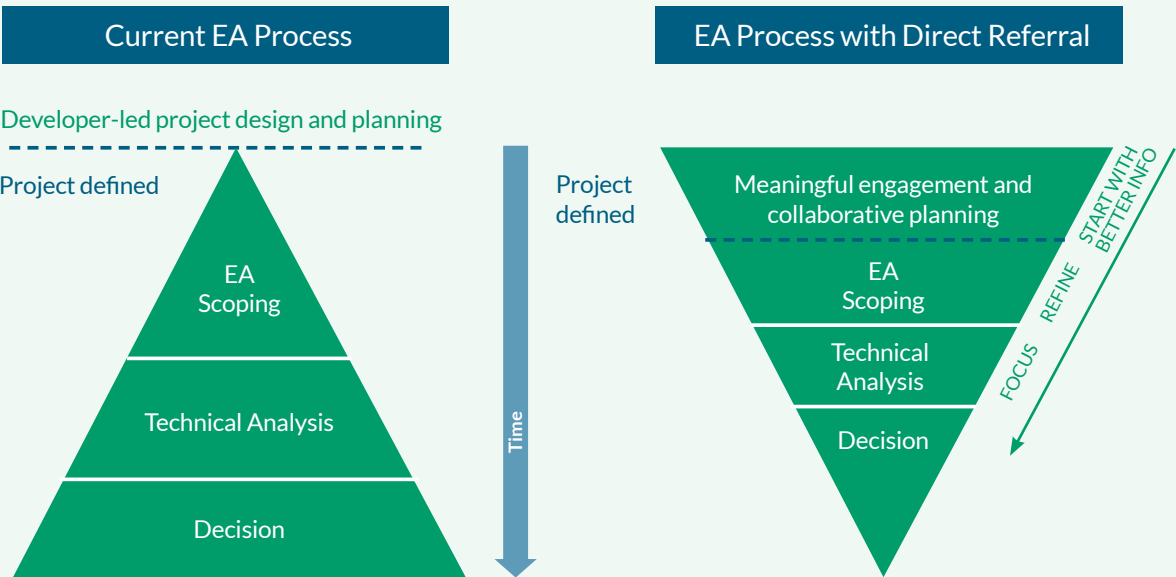 Current EA Process
Developer-led project design and planning
Project defined
EA
Scoping
Technical Analysis
Decision
Time
EA Process with Direct Referral
Project
defined
Meaningful engagement and
collaborative planning
EA
Scoping
Technical
Analysis
Decision
START WITH
BETTER INFO
REFINE
FOCUS